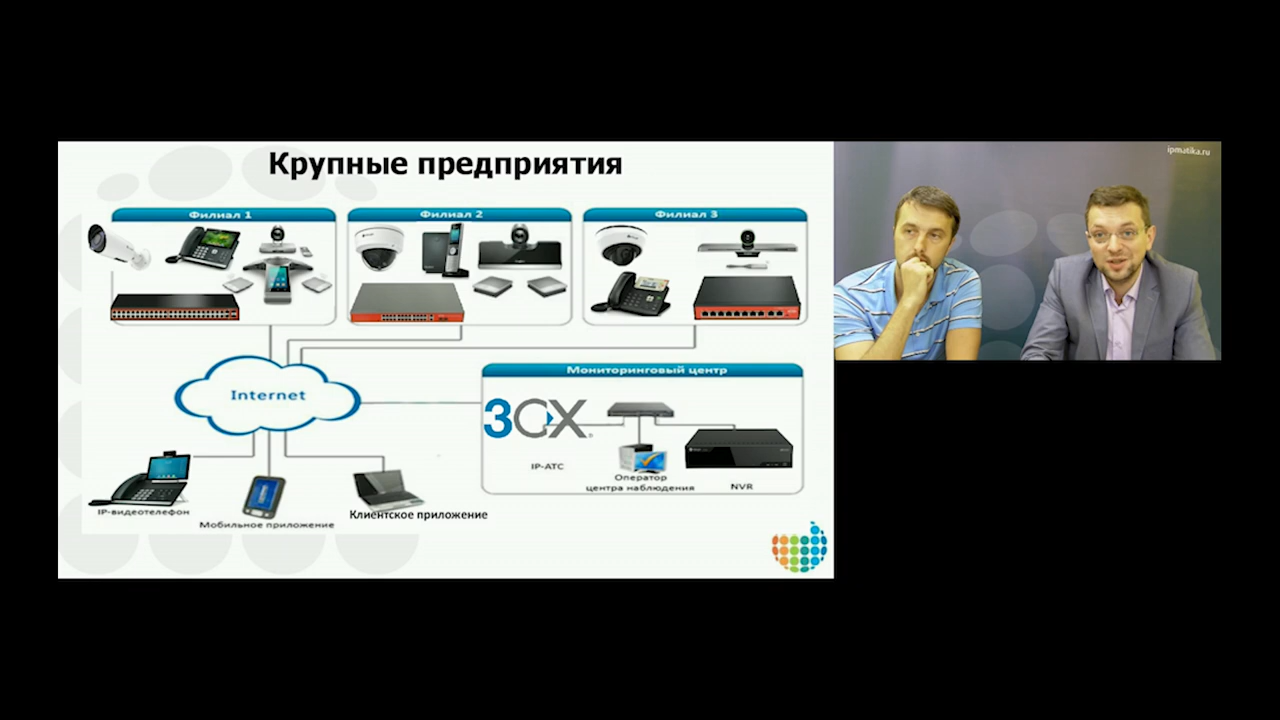 Крупные предприятия
ipmatika.ru
Филиал 1
Филиал 2
Филиал 3
Internet
Мониторинговый центр
3CX
IP-АТС
Оператор
центра наблюдения
NVR
IP-видеотелефон
Мобильное приложение
Клиентское приложение